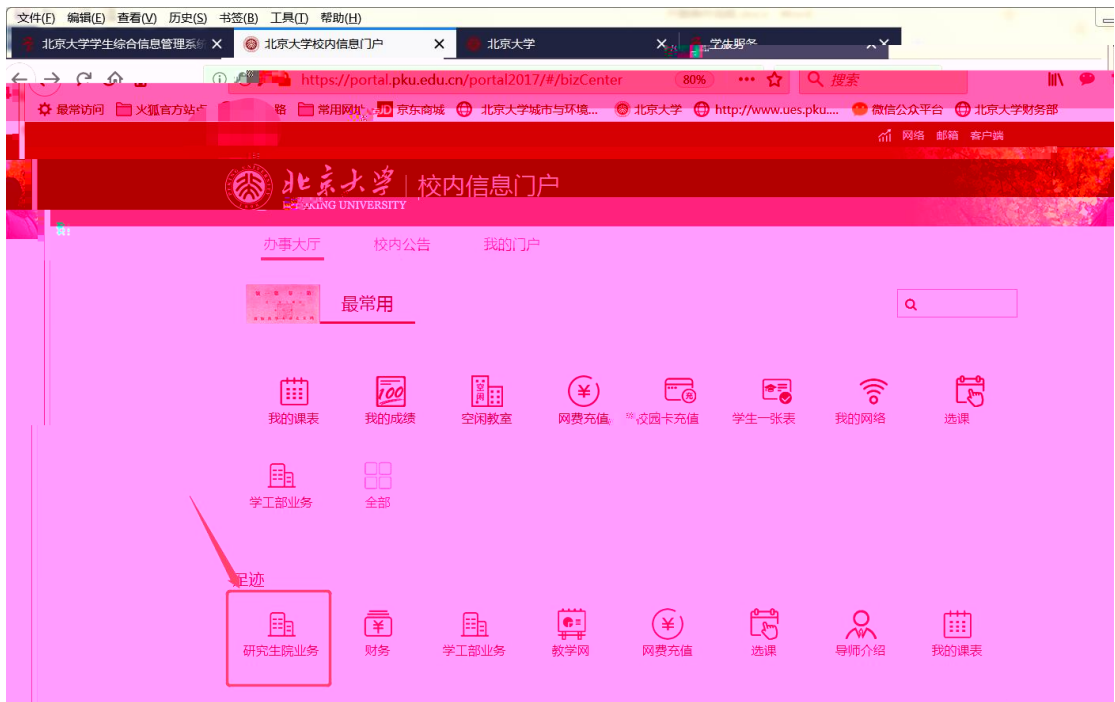 文件(F) 编辑(E) 查看(V) 历史(S) 书签(B) 工具(T) 帮助(H)
北京大学学生综合信息管理系统 北京大学校内信息门户 北京大学
https://portal.pku.edu.cn/portal2017/#/bizCenter 80% 搜索
最常访问 火狐官方站点 常用网址 JD 京东商城 北京大学城市与环境... 北京大学 http://www.ues.pku.... 微信公众平台 北京大学财务部
网络 邮箱 客户端
北京大学 校内信息门户
UNIVERSITY
办事大厅 校内公告 我的门户
最常用
我的课表 我的成绩 空闲教室 网费充值 校园卡充值 学生一张表 我的网络 选课
学工部业务 全部
足迹
研究生院业务 财务 学工部业务 教学网 网费充值 选课 导师介绍 我的课表